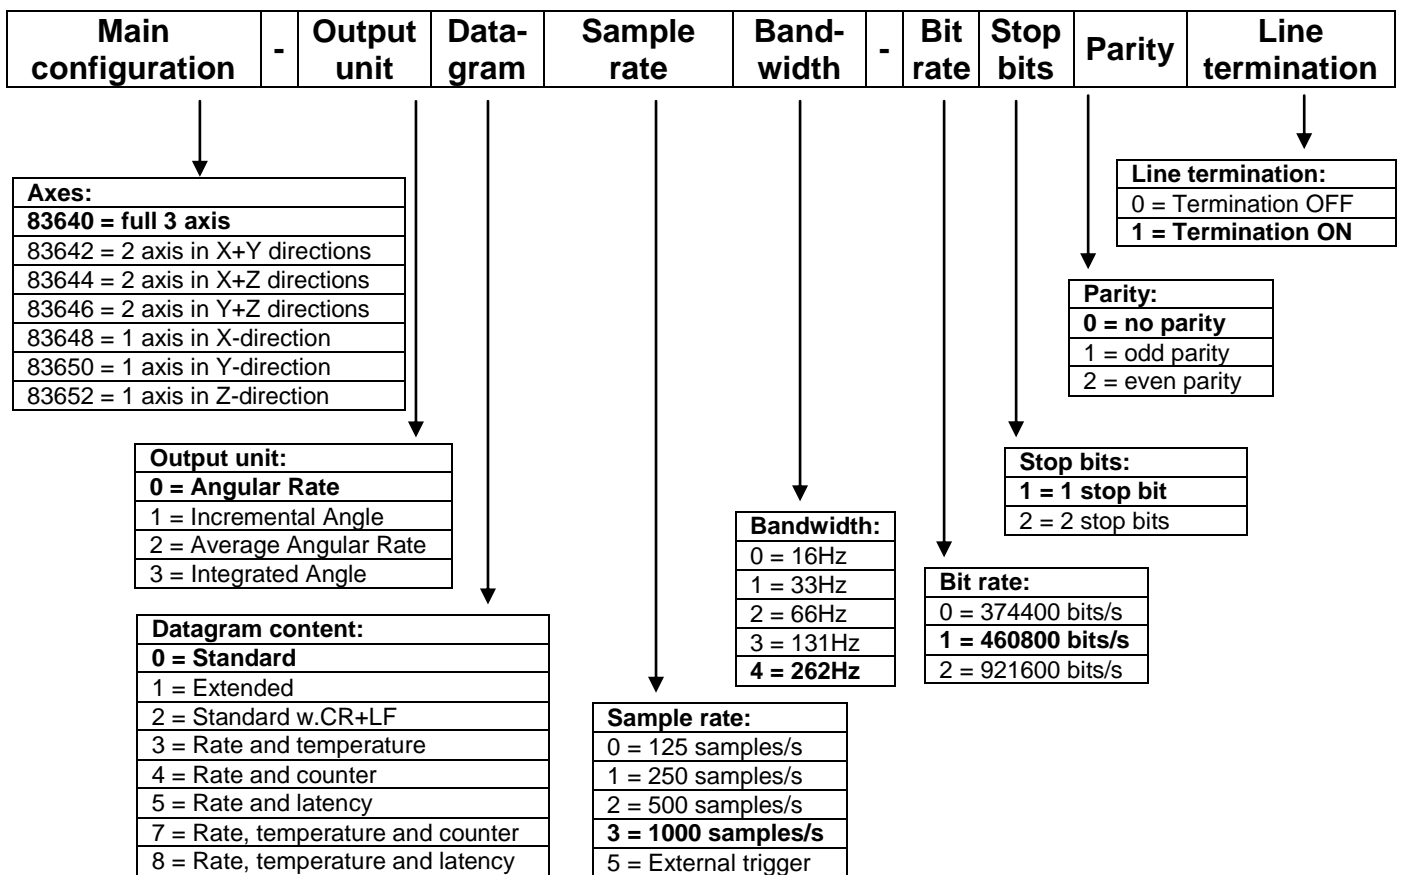 Main configuration - Output unit Data-gram Sample rate Band-width - Bit rate Stop bits Parity Line termination
Axes:
83640 = full 3 axis
83642 = 2 axis in X+Y directions
83644 = 2 axis in X+Z directions
83646 = 2 axis in Y+Z directions
83648 = 1 axis in X-direction
83650 = 1 axis in Y-direction
83652 = 1 axis in Z-direction
Line termination:
0 = Termination OFF
1 = Termination ON
Parity:
0 = no parity
1 = odd parity
2 = even parity
Output unit:
0 = Angular Rate
1 = Incremental Angle
2 = Average Angular Rate
3 = Integrated Angle
Stop bits:
1 = 1 stop bit
2 = 2 stop bits
Bandwidth:
0 = 16Hz
1 = 33Hz
2 = 66Hz
3 = 131Hz
4 = 262Hz
Bit rate:
0 = 374400 bits/s
1 = 460800 bits/s
2 = 921600 bits/s
Datagram content:
0 = Standard
1 = Extended
2 = Standard w.CR+LF
3 = Rate and temperature
4 = Rate and counter
5 = Rate and latency
7 = Rate, temperature and counter
8 = Rate, temperature and latency
Sample rate:
0 = 125 samples/s
1 = 250 samples/s
2 = 500 samples/s
3 = 1000 samples/s
5 = External trigger